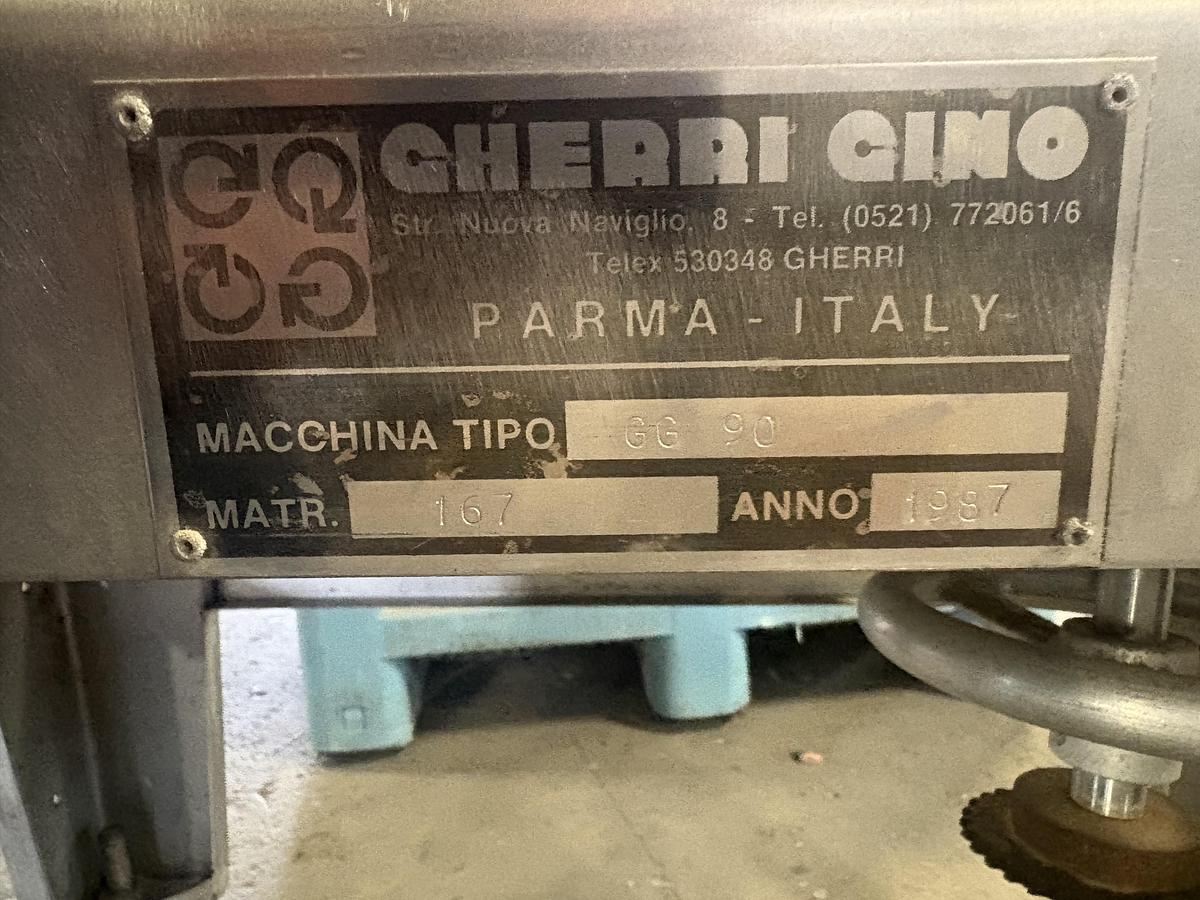 GHERRI GINO
Str. Nuova Naviglio, 8 - Tel. (0521) 772061/6
Telex 530348 GHERRI
PARMA - ITALY
MACCHINA TIPO GG 90
MATR. 167 ANNO 1987